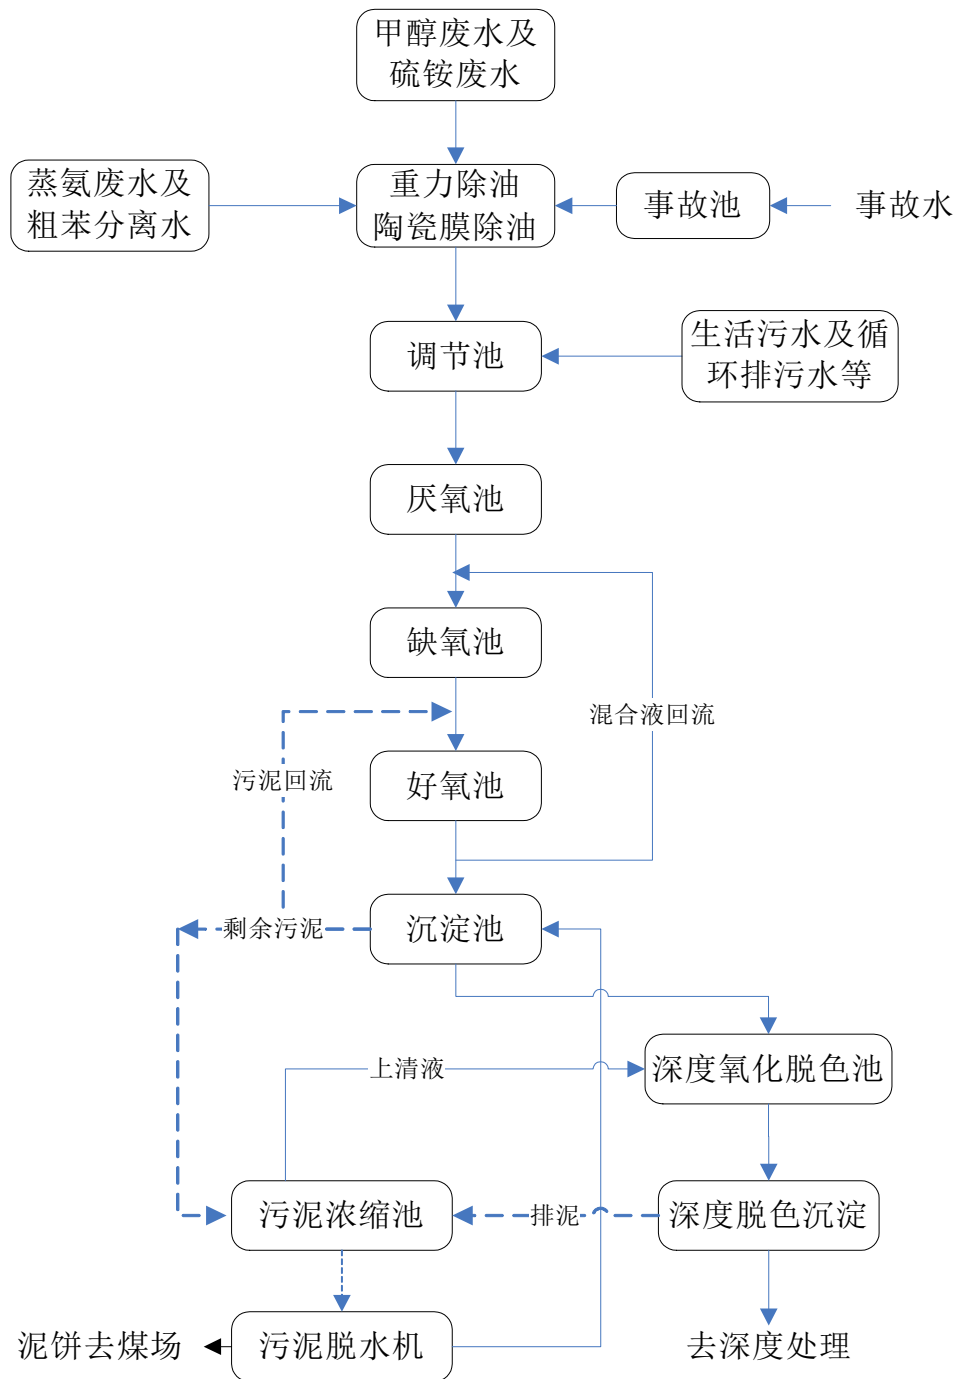 甲醇废水及
硫铵废水
蒸氨废水及
粗苯分离水
重力除油
陶瓷膜除油
事故池
事故水
调节池
生活污水及循
环排污水等
厌氧池
缺氧池
混合液回流
污泥回流
好氧池
剩余污泥
沉淀池
上清液
深度氧化脱色池
污泥浓缩池
排泥
深度脱色沉淀
泥饼去煤场
污泥脱水机
去深度处理